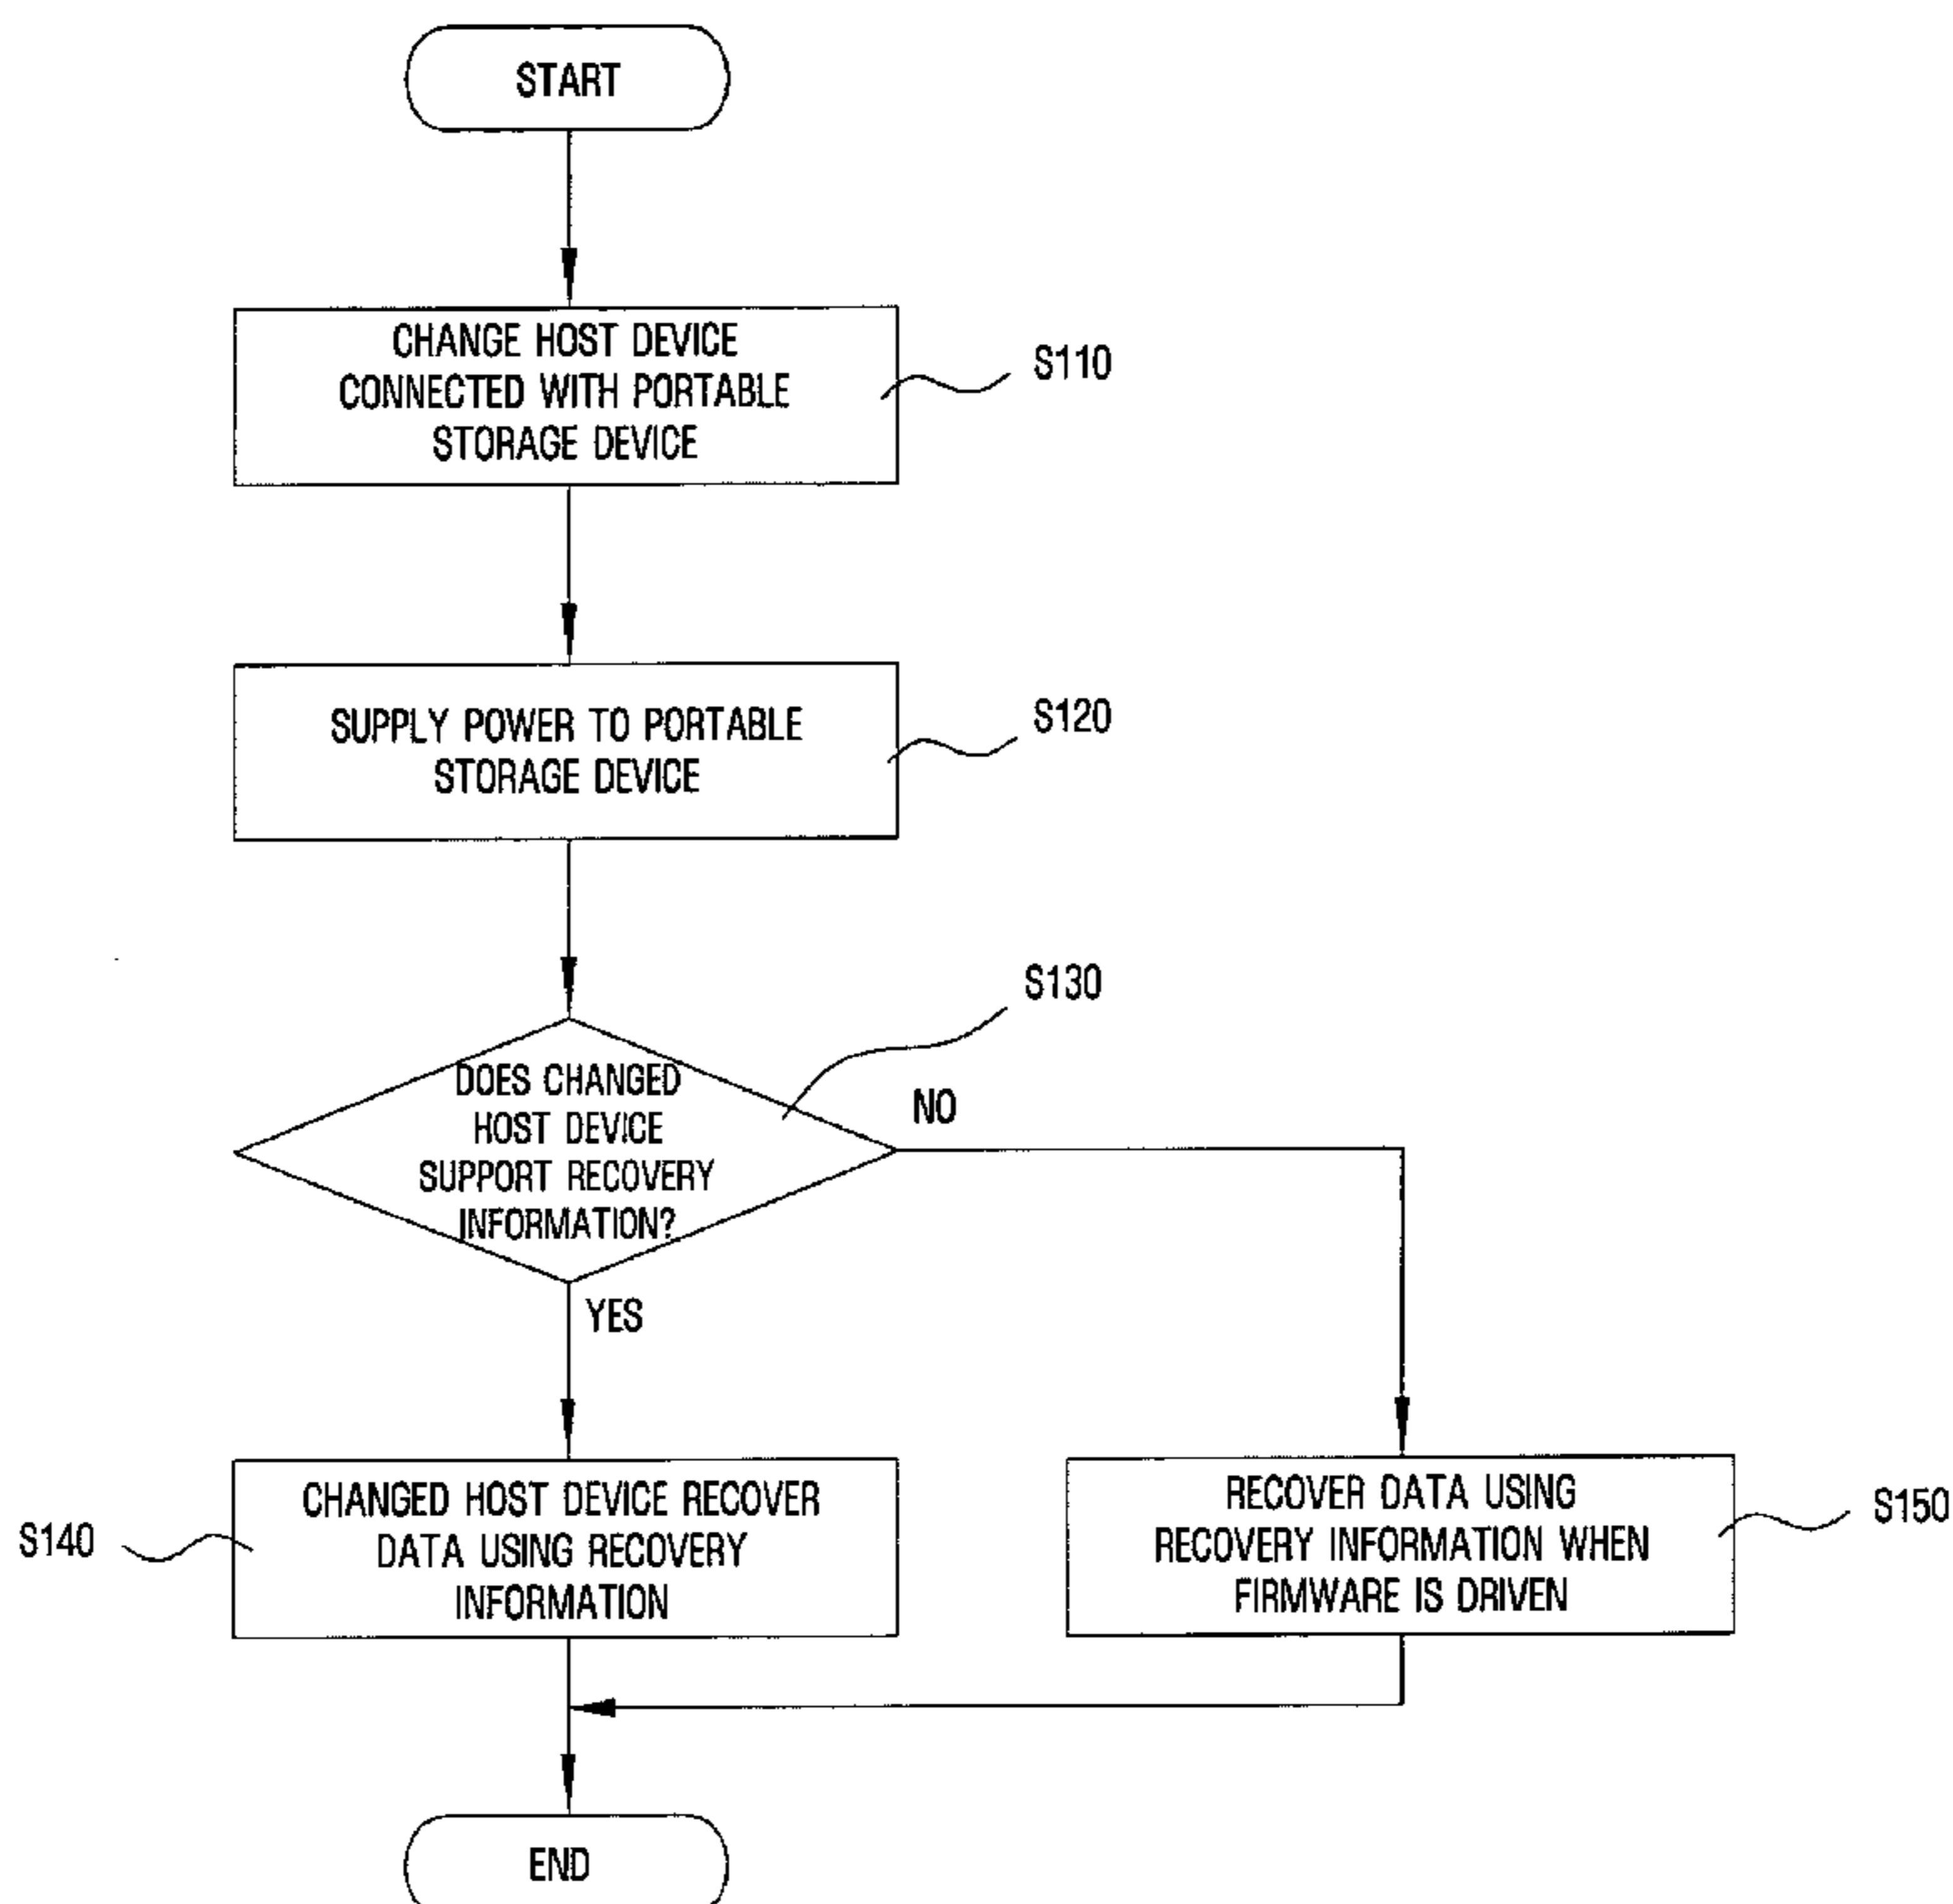 START
CHANGE HOST DEVICE
CONNECTED WITH PORTABLE
STORAGE DEVICE
S110
SUPPLY POWER TO PORTABLE
STORAGE DEVICE
S120
S130
DOES CHANGED
HOST DEVICE
SUPPORT RECOVERY
INFORMATION?
NO
YES
S140
CHANGED HOST DEVICE RECOVER
DATA USING RECOVERY
INFORMATION
RECOVER DATA USING
RECOVERY INFORMATION WHEN
FIRMWARE IS DRIVEN
S150
END